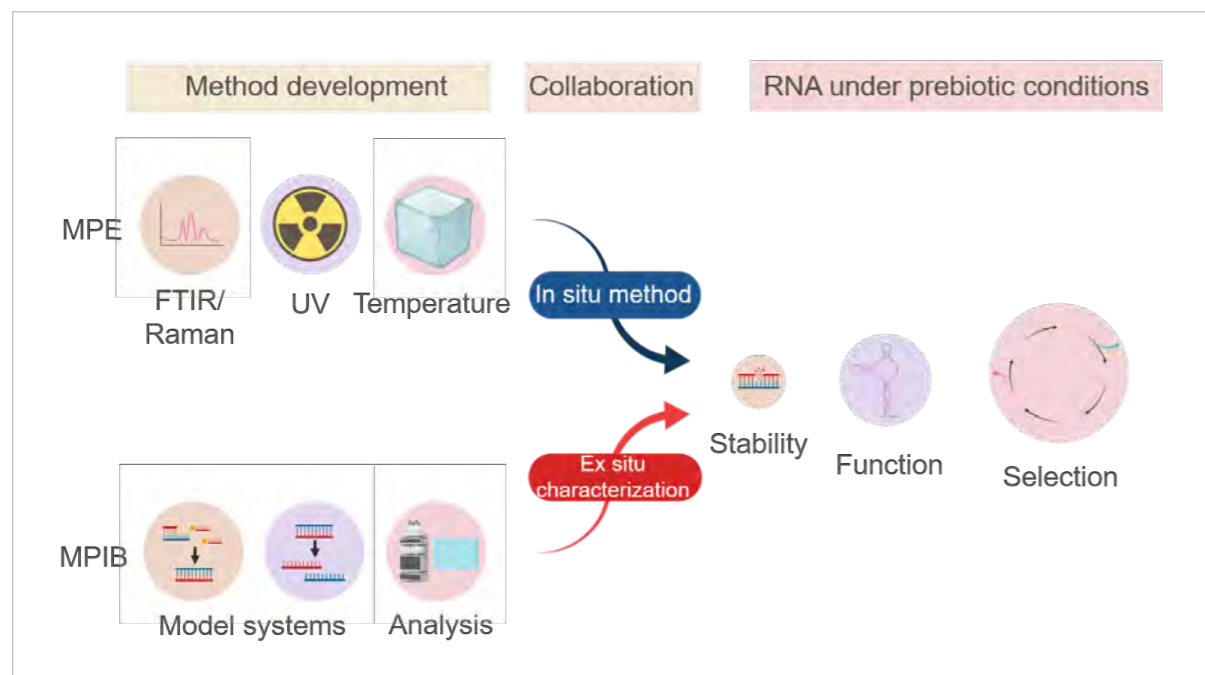 Method development
Collaboration
RNA under prebiotic conditions
MPE
FTIR/
Raman
UV
Temperature
In situ method
Stability
Function
Selection
Ex situ
characterization
MPIB
Model systems
Analysis